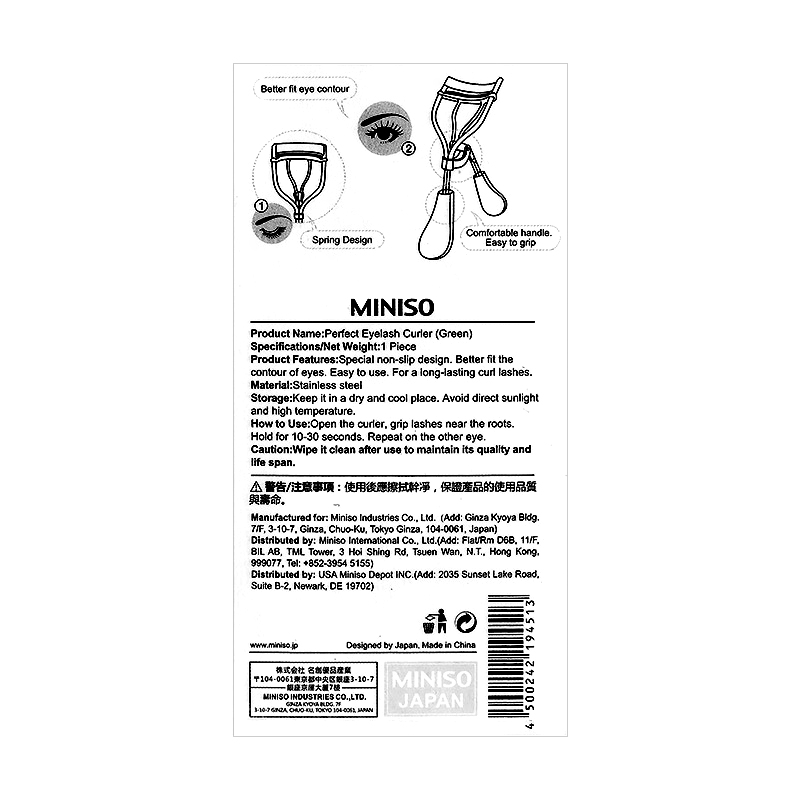 Better fit eye contour
②
①
Spring Design
Comfortable handle.
Easy to grip
MINISO
Product Name:Perfect Eyelash Curler (Green)
Specifications/Net Weight:1 Piece
Product Features:Special non-slip design. Better fit the
contour of eyes. Easy to use. For a long-lasting curl lashes.
Material:Stainless steel
Storage:Keep it in a dry and cool place. Avoid direct sunlight
and high temperature.
How to Use:Open the curler, grip lashes near the roots.
Hold for 10-30 seconds. Repeat on the other eye.
Caution:Wipe it clean after use to maintain its quality and
life span.
⚠ 警告/注意事項：使用後應擦拭幹凈，保證產品的使用品質
與壽命。
Manufactured for: Miniso Industries Co., Ltd. (Add: Ginza Kyoya Bldg.
7/F, 3-10-7, Ginza, Chuo-Ku, Tokyo Ginza, 104-0061, Japan)
Distributed by: Miniso International Co., Ltd.(Add: Flat/Rm D6B, 11/F,
BIL AB, TML Tower, 3 Hoi Shing Rd, Tsuen Wan, N.T., Hong Kong,
999077, Tel: +852-3954 5155)
Distributed by: USA Miniso Depot INC.(Add: 2035 Sunset Lake Road,
Suite B-2, Newark, DE 19702)
www.miniso.jp
Designed by Japan, Made in China
株式会社 名創優品産業
〒104-0061東京都中央区銀座3-10-7
銀座京屋大厦7楼
MINISO INDUSTRIES CO.,LTD.
GINZA KYOYA BLDG. 7F
3-10-7 GINZA, CHUO-KU, TOKYO 104-0061, JAPAN
MINISO
JAPAN
4 500242 194513